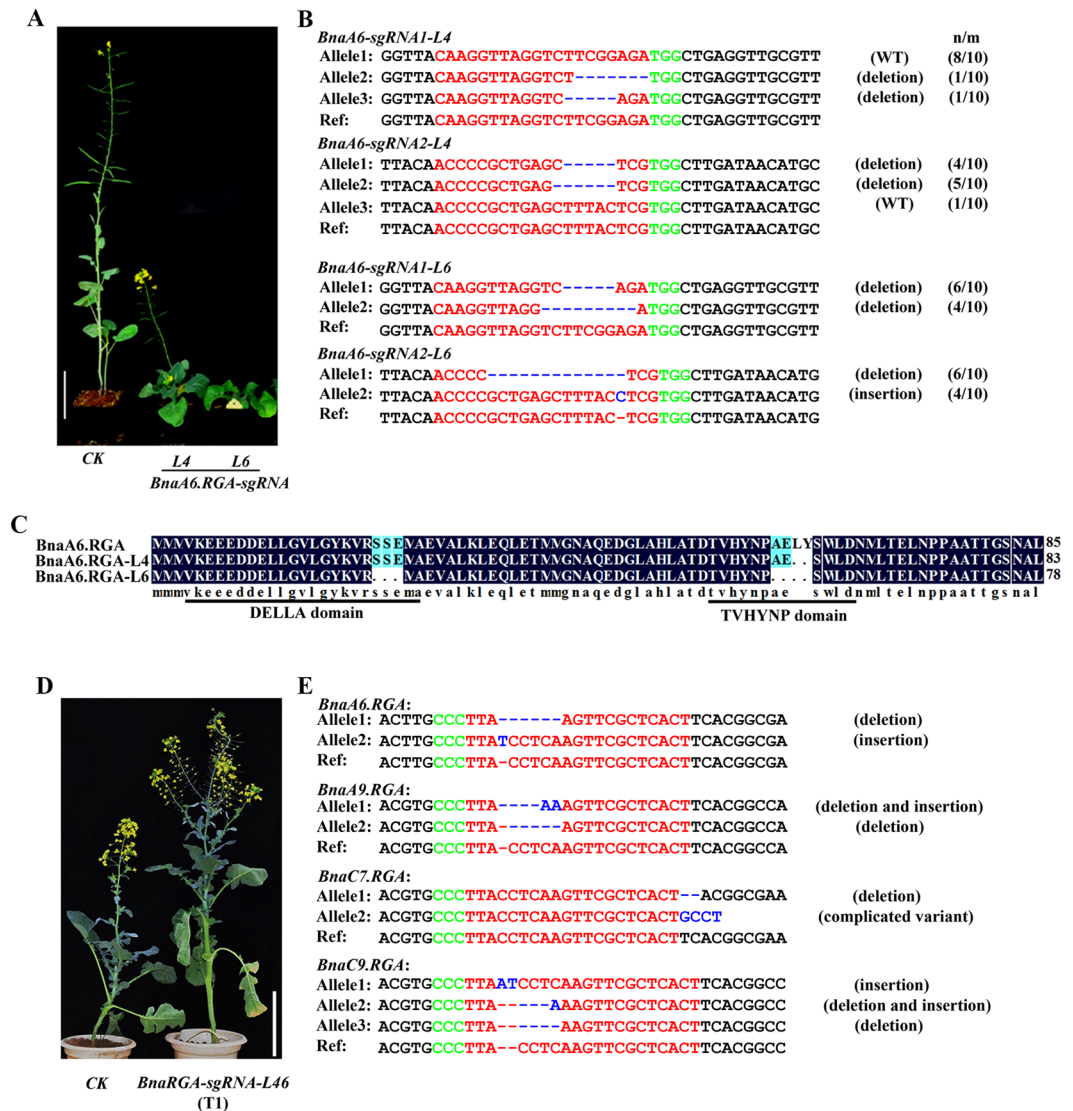 A
CK
L4 L6
BnaA6.RGA-sgRNA
B
n/m
BnaA6-sgRNA1-L4
Allele1: GGTTACAAGGTTAGGTCTTCGGAGATGGCTGAGGTTGCGTT (WT) (8/10)
Allele2: GGTTACAAGGTTAGGTCT-------TGGCTGAGGTTGCGTT (deletion) (1/10)
Allele3: GGTTACAAGGTTAGGTC-----AGATGGCTGAGGTTGCGTT (deletion) (1/10)
Ref: GGTTACAAGGTTAGGTCTTCGGAGATGGCTGAGGTTGCGTT
BnaA6-sgRNA2-L4
Allele1: TTACAACCCCGCTGAGC-----TCGTGGCTTGATAACATGC (deletion) (4/10)
Allele2: TTACAACCCCGCTGAG------TCGTGGCTTGATAACATGC (deletion) (5/10)
Allele3: TTACAACCCCGCTGAGCTTTACTCGTGGCTTGATAACATGC (WT) (1/10)
Ref: TTACAACCCCGCTGAGCTTTACTCGTGGCTTGATAACATGC
BnaA6-sgRNA1-L6
Allele1: GGTTACAAGGTTAGGTC-----AGATGGCTGAGGTTGCGTT (deletion) (6/10)
Allele2: GGTTACAAGGTTAGG---------ATGGCTGAGGTTGCGTT (deletion) (4/10)
Ref: GGTTACAAGGTTAGGTCTTCGGAGATGGCTGAGGTTGCGTT
BnaA6-sgRNA2-L6
Allele1: TTACAACCCC-------------TCGTGGCTTGATAACATG (deletion) (6/10)
Allele2: TTACAACCCCGCTGAGCTTTACCTCGTGGCTTGATAACATG (insertion) (4/10)
Ref: TTACAACCCCGCTGAGCTTTAC-TCGTGGCTTGATAACATG
C
BnaA6.RGA MMMVKEEEDDELLGVLGYKVRSSEMAEVALKLEQLETMMGNAQEDGLAHLATDTVHYNPAELYSWLDNMLTELNPPAATTGSNAL 85
BnaA6.RGA-L4 MMMVKEEEDDELLGVLGYKVRSSEMAEVALKLEQLETMMGNAQEDGLAHLATDTVHYNPAE..SWLDNMLTELNPPAATTGSNAL 83
BnaA6.RGA-L6 MMMVKEEEDDELLGVLGYKVR...MAEVALKLEQLETMMGNAQEDGLAHLATDTVHYNP....SWLDNMLTELNPPAATTGSNAL 78
mmmvkeeeddellgvlgykvrssemaevalkleqletmmgnaqedglahlatdtvhynpae  swldnmltelnppaattgsnal
DELLA domain TVHYNP domain
D
CK BnaRGA-sgRNA-L46
(T1)
E
BnaA6.RGA:
Allele1: ACTTGCCCTTA------AGTTCGCTCACTTCACGGCGA (deletion)
Allele2: ACTTGCCCTTATCCTCAAGTTCGCTCACTTCACGGCGA (insertion)
Ref: ACTTGCCCTTA-CCTCAAGTTCGCTCACTTCACGGCGA
BnaA9.RGA:
Allele1: ACGTGCCCTTA----AAAGTTCGCTCACTTCACGGCCA (deletion and insertion)
Allele2: ACGTGCCCTTA------AGTTCGCTCACTTCACGGCCA (deletion)
Ref: ACGTGCCCTTA-CCTCAAGTTCGCTCACTTCACGGCCA
BnaC7.RGA:
Allele1: ACGTGCCCTTACCTCAAGTTCGCTCACT--ACGGCGAA (deletion)
Allele2: ACGTGCCCTTACCTCAAGTTCGCTCACTGCCT (complicated variant)
Ref: ACGTGCCCTTACCTCAAGTTCGCTCACTTCACGGCGAA
BnaC9.RGA:
Allele1: ACGTGCCCTTAATCCTCAAGTTCGCTCACTTCACGGCC (insertion)
Allele2: ACGTGCCCTTA-----AAAGTTCGCTCACTTCACGGCC (deletion and insertion)
Allele3: ACGTGCCCTTA------AGTTCGCTCACTTCACGGCC (deletion)
Ref: ACGTGCCCTTA--CCTCAAGTTCGCTCACTTCACGGCC